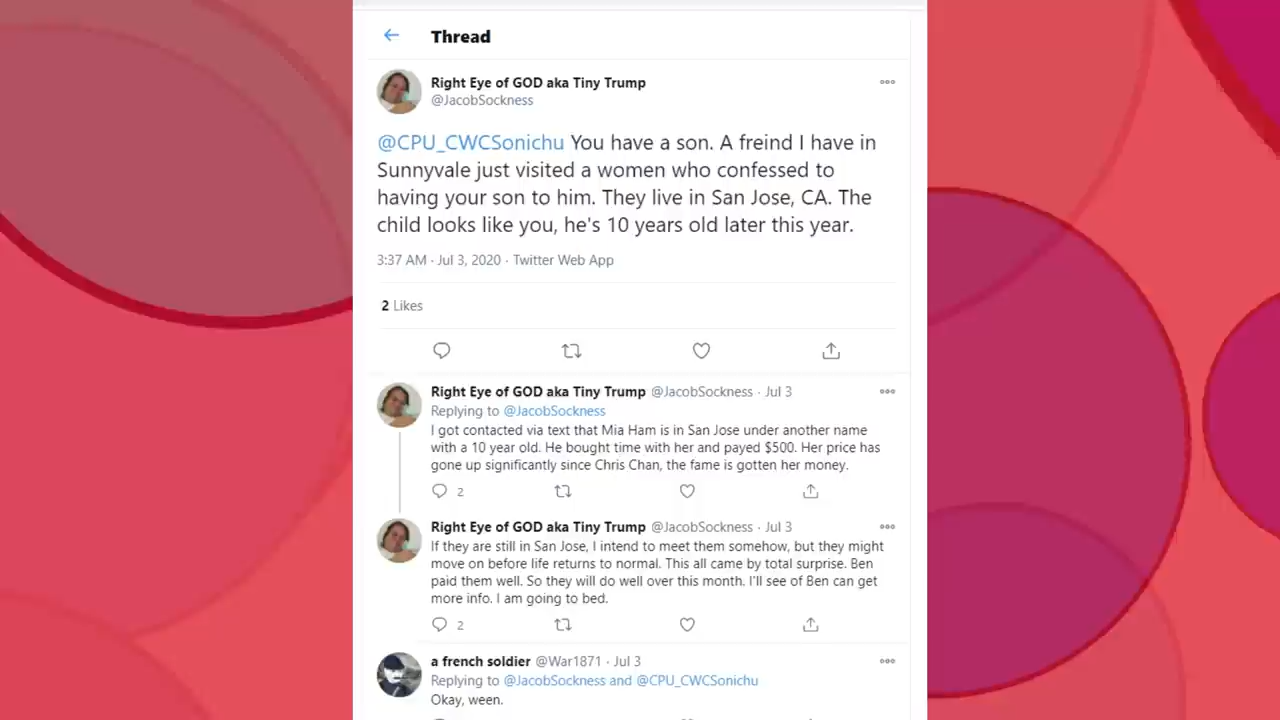 Thread
Right Eye of GOD aka Tiny Trump
@JacobSockness
@CPU_CWCSonichu You have a son. A freind I have in
Sunnyvale just visited a women who confessed to
having your son to him. They live in San Jose, CA. The
child looks like you, he's 10 years old later this year.
3:37 AM · Jul 3, 2020 · Twitter Web App
2 Likes
Right Eye of GOD aka Tiny Trump @JacobSockness · Jul 3
Replying to @JacobSockness
I got contacted via text that Mia Ham is in San Jose under another name
with a 10 year old. He bought time with her and payed $500. Her price has
gone up significantly since Chris Chan, the fame is gotten her money.
2
Right Eye of GOD aka Tiny Trump @JacobSockness · Jul 3
If they are still in San Jose, I intend to meet them somehow, but they might
move on before life returns to normal. This all came by total surprise. Ben
paid them well. So they will do well over this month. I'll see of Ben can get
more info. I am going to bed.
2
a french soldier @War1871 · Jul 3
Replying to @JacobSockness and @CPU_CWCSonichu
Okay, ween.